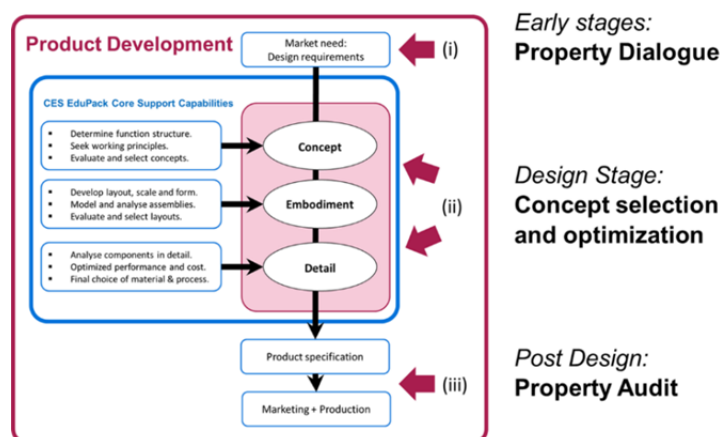 Product Development
Market need:
Design requirements
(i)
Early stages:
Property Dialogue
CES EduPack Core Support Capabilities
▪ Determine function structure.
▪ Seek working principles.
▪ Evaluate and select concepts.
Concept
▪ Develop layout, scale and form.
▪ Model and analyse assemblies.
▪ Evaluate and select layouts.
Embodiment
(ii)
Design Stage:
Concept selection
and optimization
▪ Analyse components in detail.
▪ Optimized performance and cost.
▪ Final choice of material & process.
Detail
Product specification
(iii)
Marketing + Production
Post Design:
Property Audit